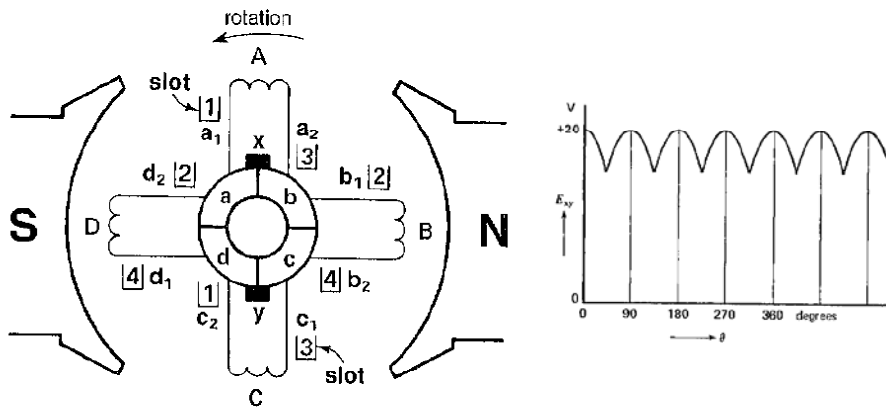 rotation
A
slot
1
a1
a2
x
3
d2 2
a b
b1 2
S
D
B
N
d c
4 d1
4 b2
1
y
c2
c1
3
slot
C
V
+20
Exy
0
0 90 180 270 360 degrees
θ